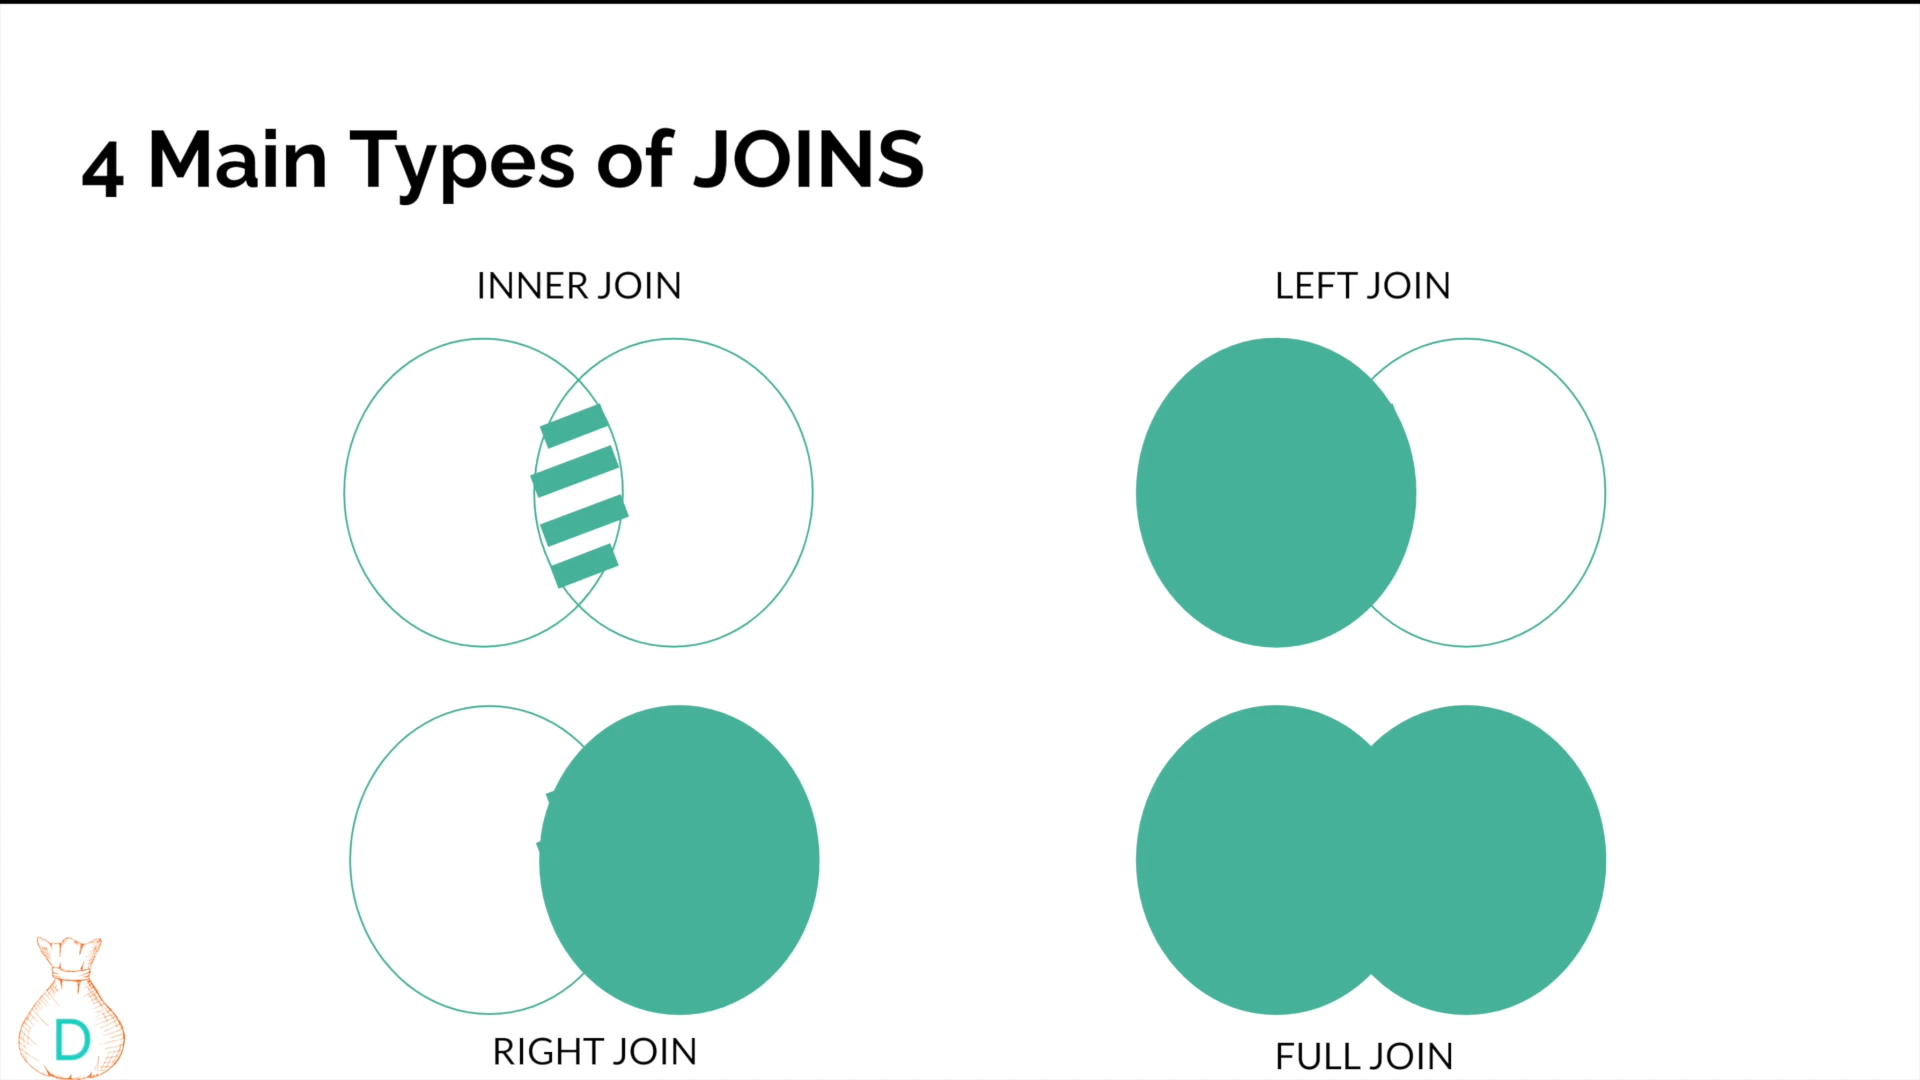 4 Main Types of JOINS
INNER JOIN
LEFT JOIN
RIGHT JOIN
FULL JOIN
D